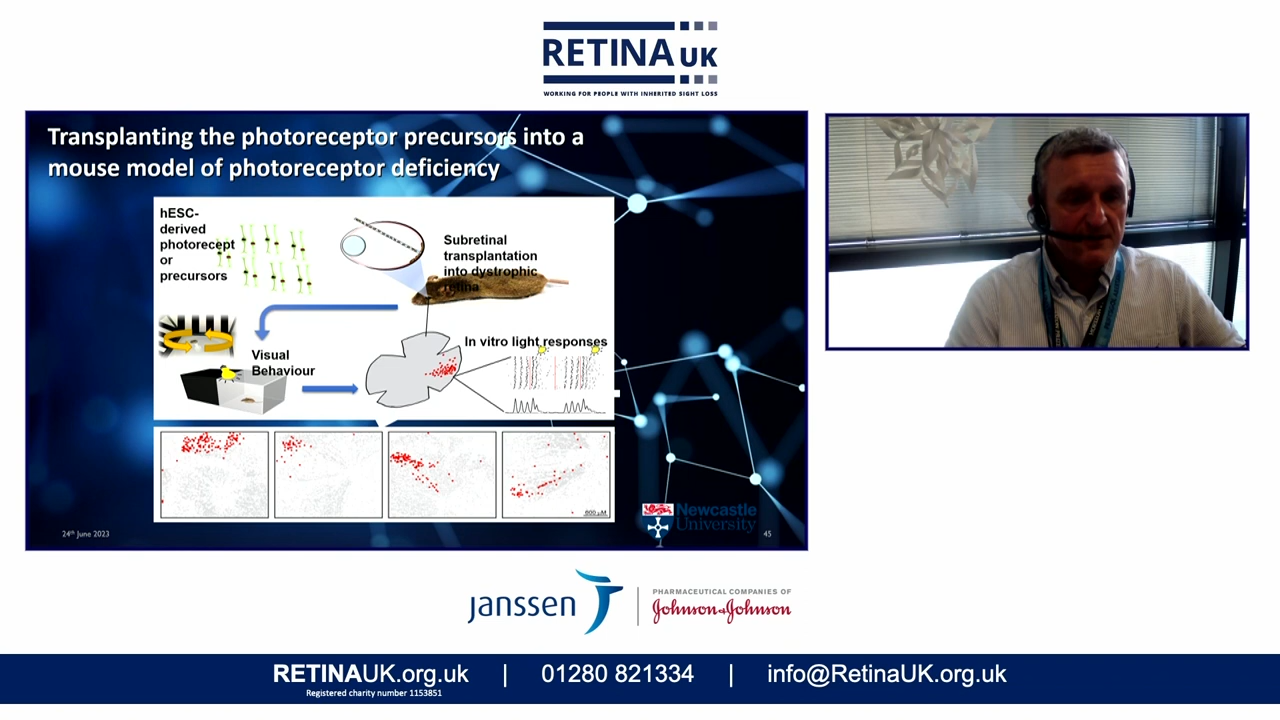 RETINA UK
WORKING FOR PEOPLE WITH INHERITED SIGHT LOSS
Transplanting the photoreceptor precursors into a
mouse model of photoreceptor deficiency
hESC-
derived
photorecept
or
precursors
Subretinal
transplantation
into dystrophic
retina
In vitro light responses
Visual
Behaviour
600 µM
Newcastle
University
24th June 2023
45
janssen
PHARMACEUTICAL COMPANIES OF
Johnson & Johnson
RETINAUK.org.uk | 01280 821334 | info@RetinaUK.org.uk
Registered charity number 1153851